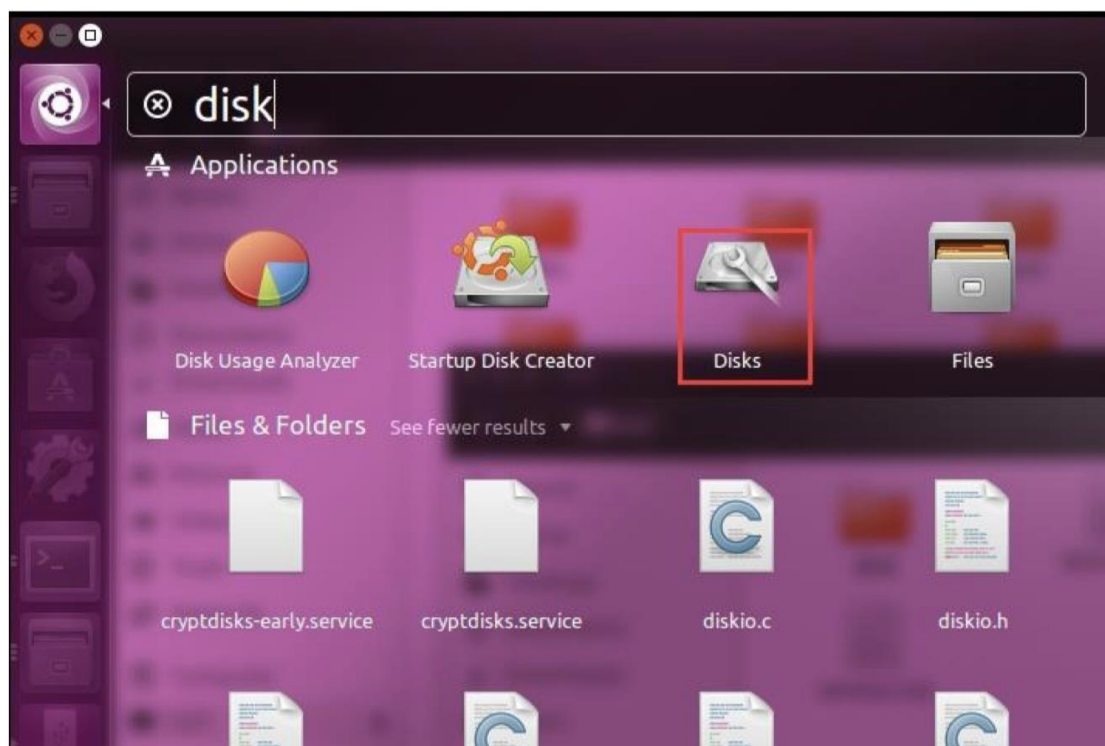 disk
Applications
Disk Usage Analyzer
Startup Disk Creator
Disks
Files
Files & Folders See fewer results
cryptdisks-early.service
cryptdisks.service
diskio.c
diskio.h